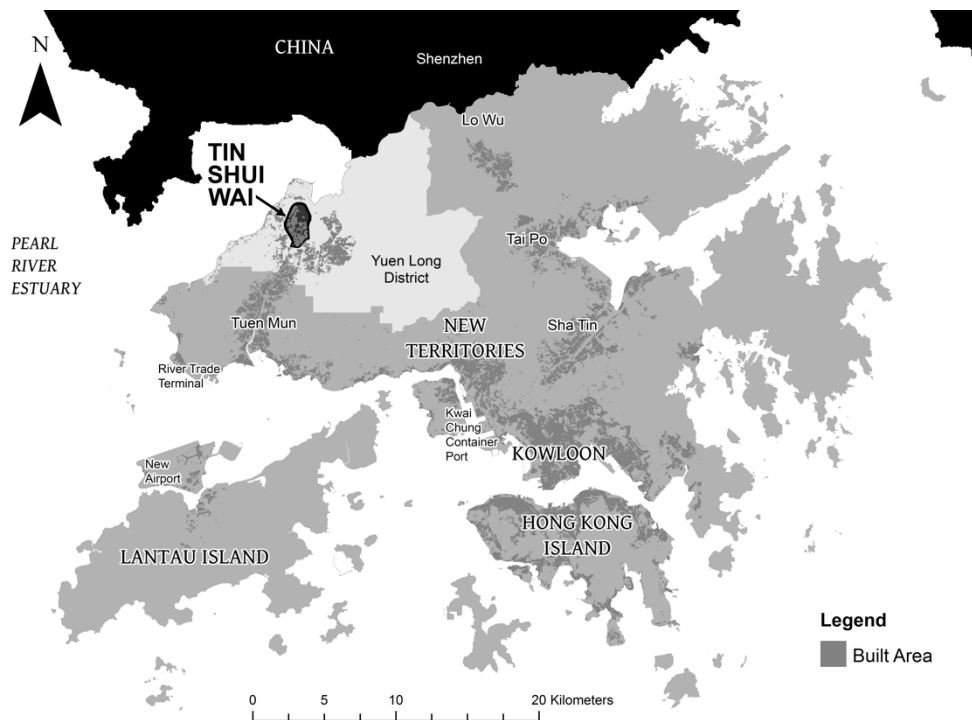 CHINA
Shenzhen
N
Lo Wu
TIN
SHUI
WAI
PEARL
RIVER
ESTUARY
Tai Po
Yuen Long
District
Tuen Mun
NEW
TERRITORIES
Sha Tin
River Trade
Terminal
Kwai
Chung
Container
Port
KOWLOON
New
Airport
HONG KONG
ISLAND
LANTAU ISLAND
Legend
Built Area
0 5 10 20 Kilometers